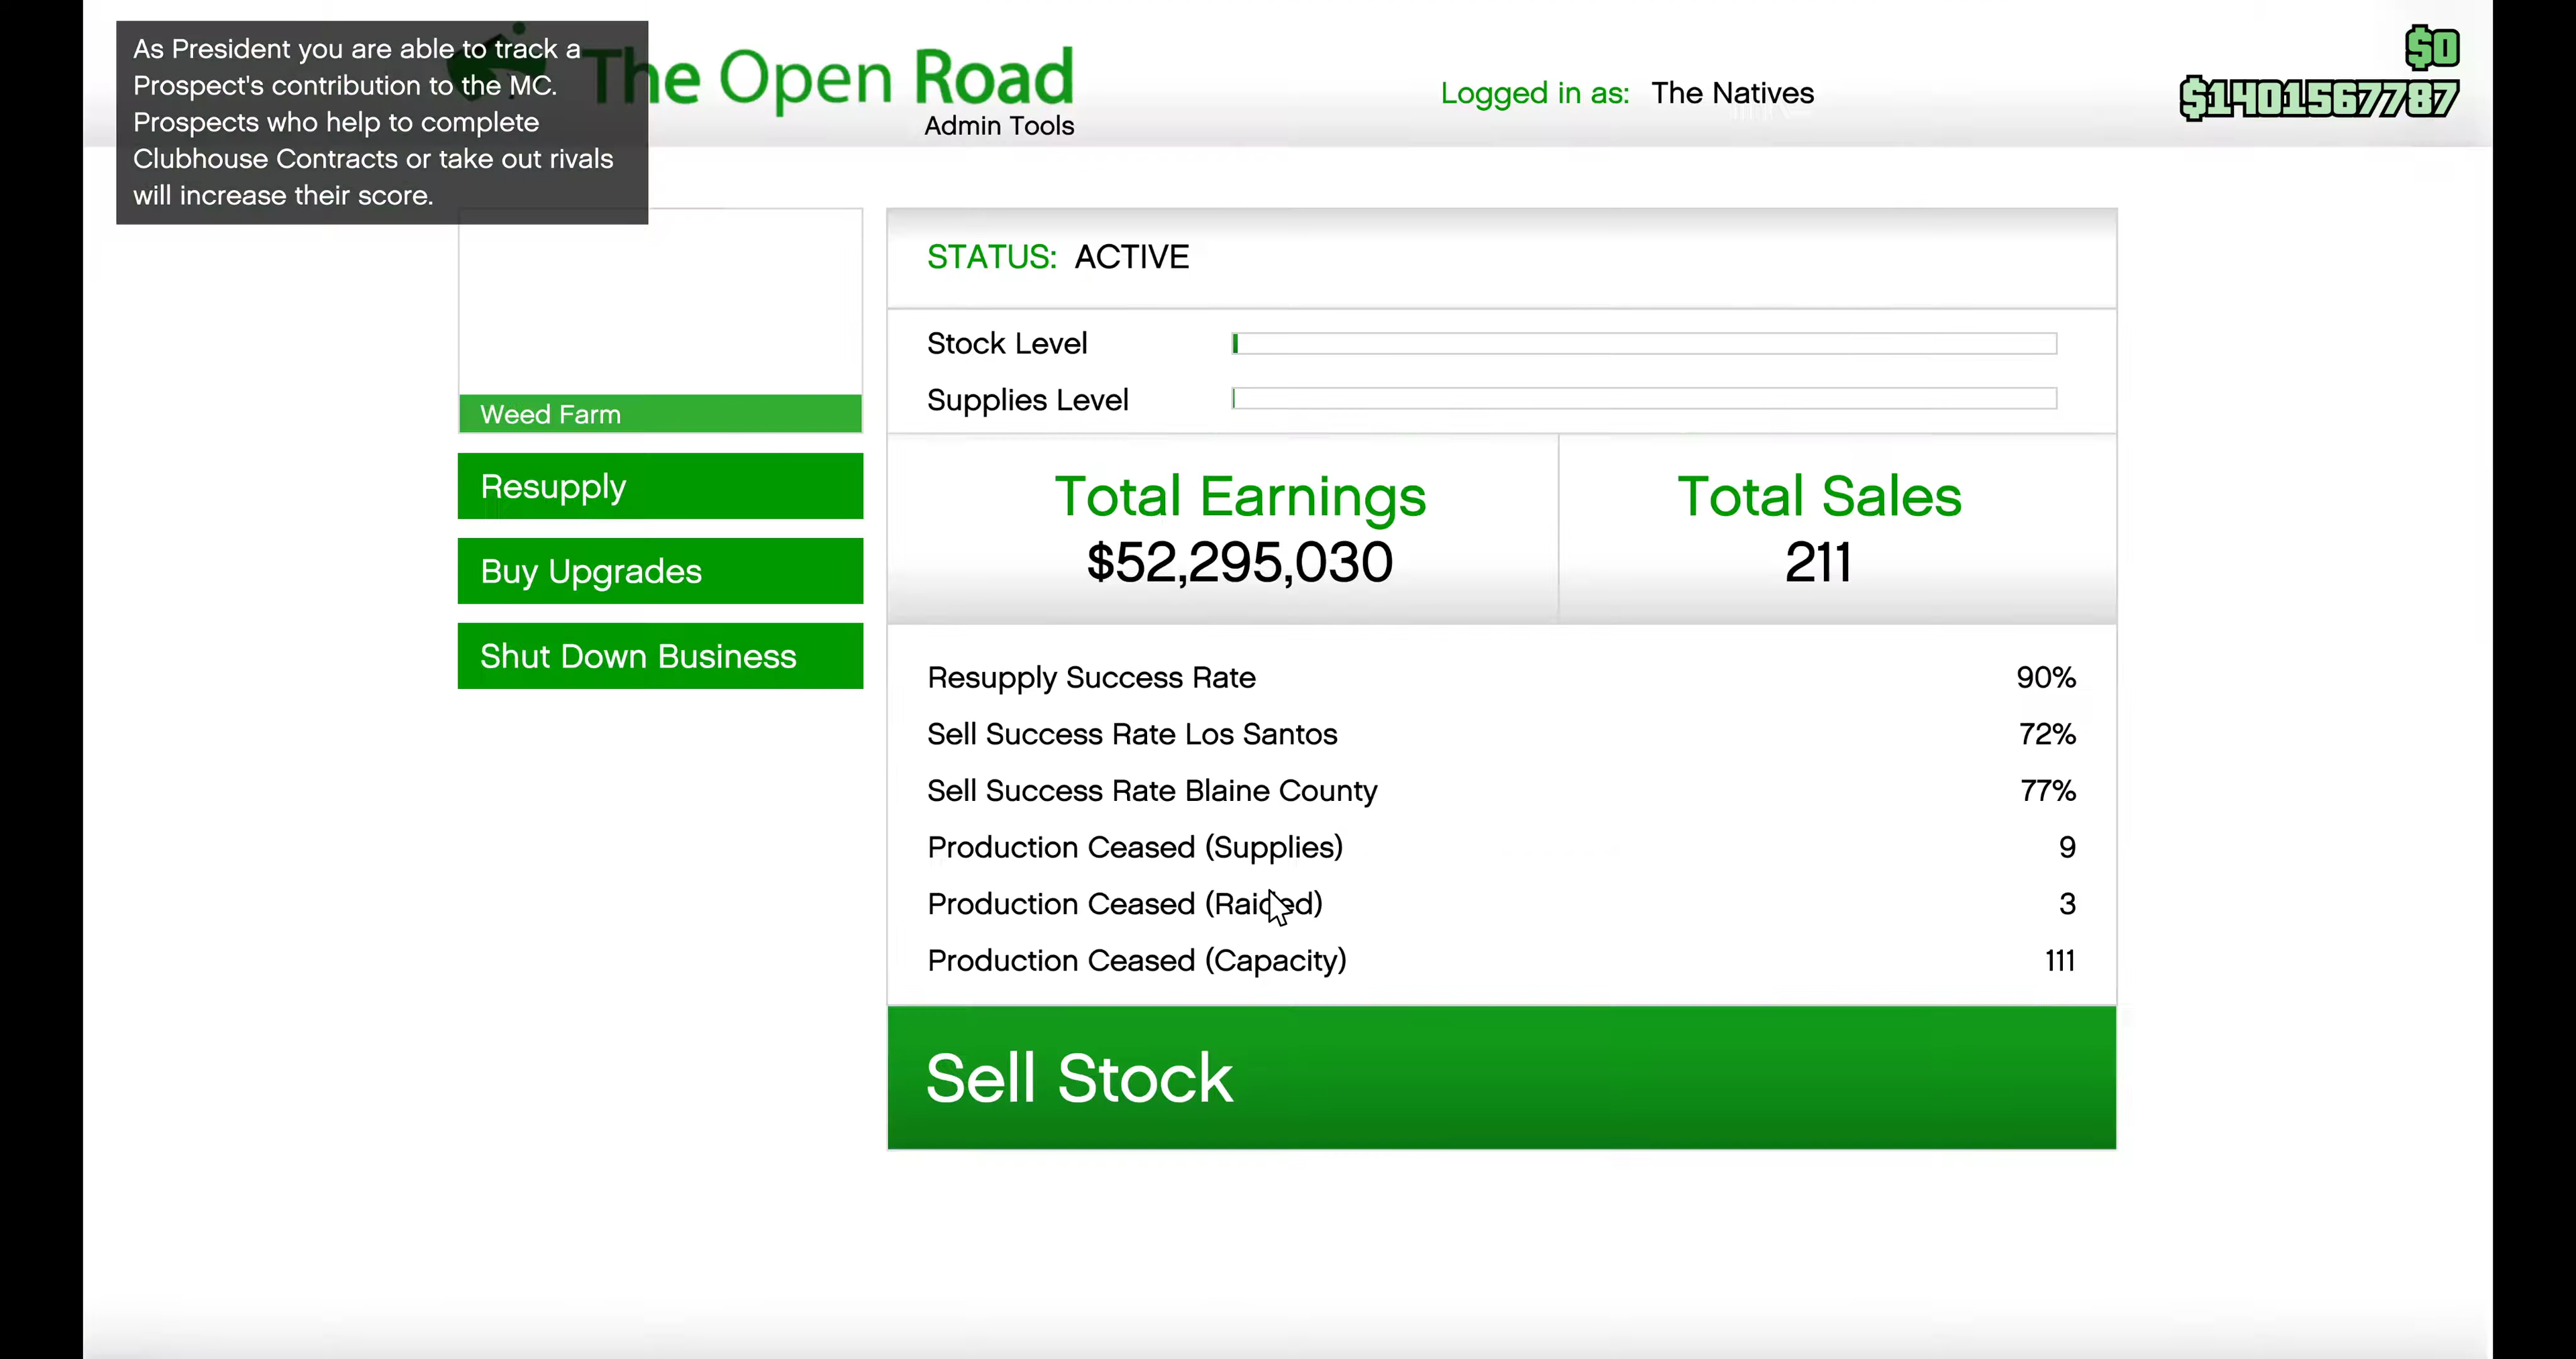 As President you are able to track a
Prospect's contribution to the MC.
Prospects who help to complete
Clubhouse Contracts or take out rivals
will increase their score.
The Open Road
Admin Tools
Logged in as: The Natives
$0
$1401567787
Weed Farm
Resupply
Buy Upgrades
Shut Down Business
STATUS: ACTIVE
Stock Level
Supplies Level
Total Earnings
$52,295,030
Total Sales
211
Resupply Success Rate 90%
Sell Success Rate Los Santos 72%
Sell Success Rate Blaine County 77%
Production Ceased (Supplies) 9
Production Ceased (Raided) 3
Production Ceased (Capacity) 111
Sell Stock